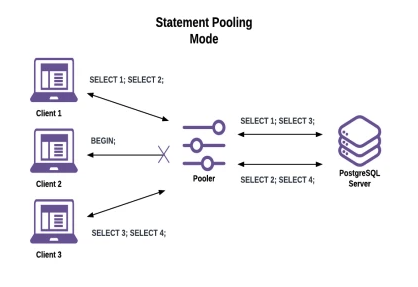 Statement Pooling
Mode
SELECT 1; SELECT 2;
Client 1
SELECT 1; SELECT 3;
BEGIN;
Pooler
PostgreSQL
Server
Client 2
SELECT 2; SELECT 4;
SELECT 3; SELECT 4;
Client 3